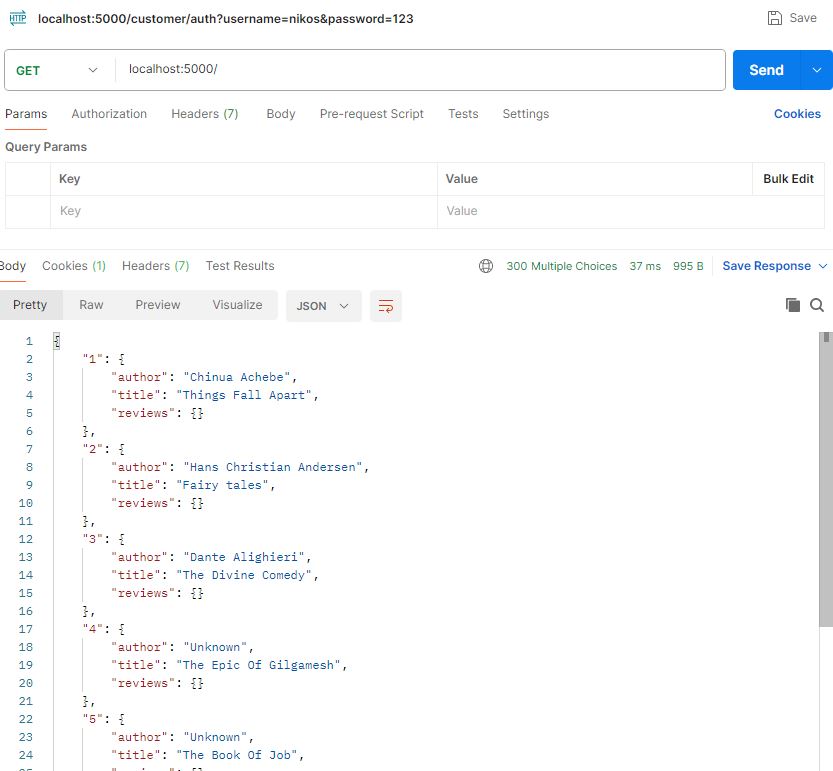 HTTP localhost:5000/customer/auth?username=nikos&password=123 Save
GET localhost:5000/ Send
Params Authorization Headers (7) Body Pre-request Script Tests Settings Cookies
Query Params
Key Value Bulk Edit
Key Value
Body Cookies (1) Headers (7) Test Results 300 Multiple Choices 37 ms 995 B Save Response
Pretty Raw Preview Visualize JSON
1 {
2 "1": {
3 "author": "Chinua Achebe",
4 "title": "Things Fall Apart",
5 "reviews": {}
6 },
7 "2": {
8 "author": "Hans Christian Andersen",
9 "title": "Fairy tales",
10 "reviews": {}
11 },
12 "3": {
13 "author": "Dante Alighieri",
14 "title": "The Divine Comedy",
15 "reviews": {}
16 },
17 "4": {
18 "author": "Unknown",
19 "title": "The Epic Of Gilgamesh",
20 "reviews": {}
21 },
22 "5": {
23 "author": "Unknown",
24 "title": "The Book Of Job",